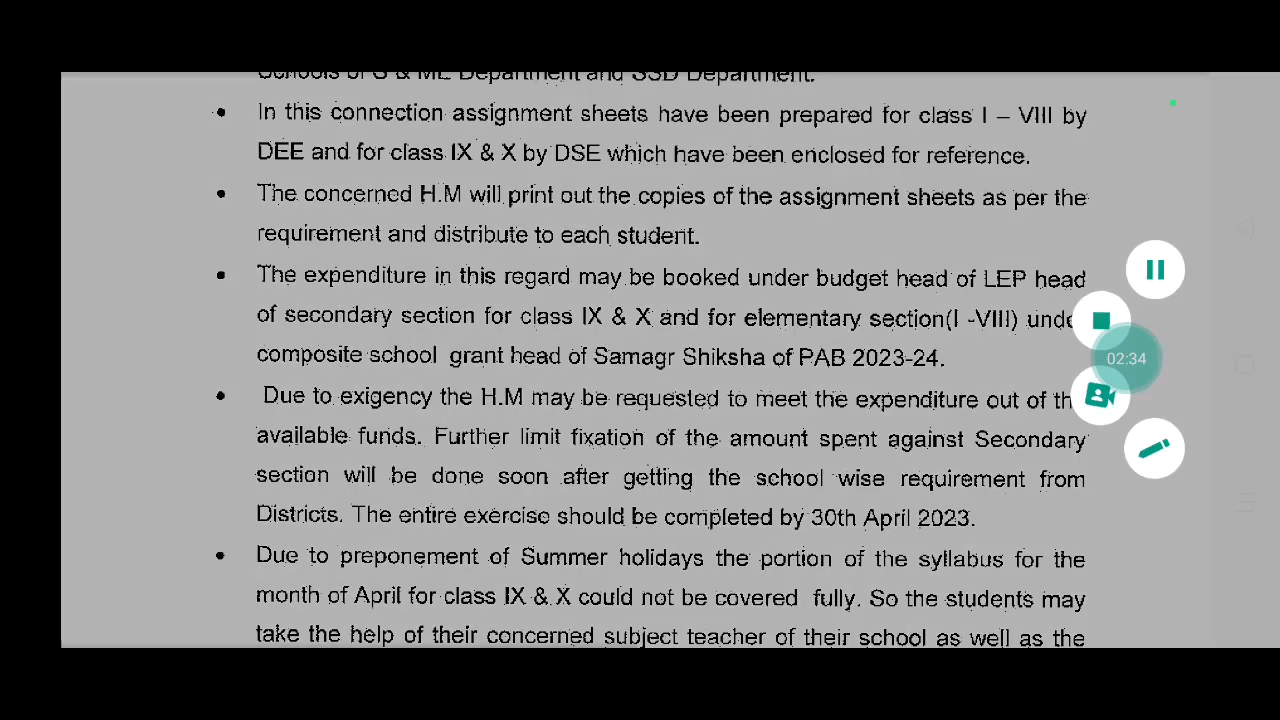 Schools of S & ME Department and SSD Department.
• In this connection assignment sheets have been prepared for class I – VIII by
DEE and for class IX & X by DSE which have been enclosed for reference.
• The concerned H.M will print out the copies of the assignment sheets as per the
requirement and distribute to each student.
• The expenditure in this regard may be booked under budget head of LEP head
of secondary section for class IX & X and for elementary section(I -VIII) unde
composite school grant head of Samagr Shiksha of PAB 2023-24.
• Due to exigency the H.M may be requested to meet the expenditure out of th
available funds. Further limit fixation of the amount spent against Secondary
section will be done soon after getting the school wise requirement from
Districts. The entire exercise should be completed by 30th April 2023.
• Due to preponement of Summer holidays the portion of the syllabus for the
month of April for class IX & X could not be covered fully. So the students may
take the help of their concerned subject teacher of their school as well as the
02:34